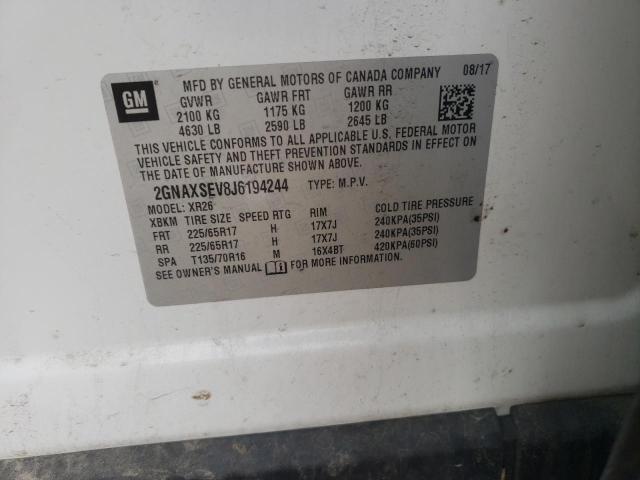 GM
MFD BY GENERAL MOTORS OF CANADA COMPANY 08/17
GVWR GAWR FRT GAWR RR
2100 KG 1175 KG 1200 KG
4630 LB 2590 LB 2645 LB
THIS VEHICLE CONFORMS TO ALL APPLICABLE U.S. FEDERAL MOTOR
VEHICLE SAFETY AND THEFT PREVENTION STANDARDS IN EFFECT ON
THE DATE OF MANUFACTURE SHOWN ABOVE.
2GNAXSEV8J6194244 TYPE: M.P.V.
MODEL: XR26
XBKM TIRE SIZE SPEED RTG RIM COLD TIRE PRESSURE
FRT 225/65R17 H 17X7J 240KPA(35PSI)
RR 225/65R17 H 17X7J 240KPA(35PSI)
SPA T135/70R16 M 16X4BT 420KPA(60PSI)
SEE OWNER'S MANUAL FOR MORE INFORMATION.